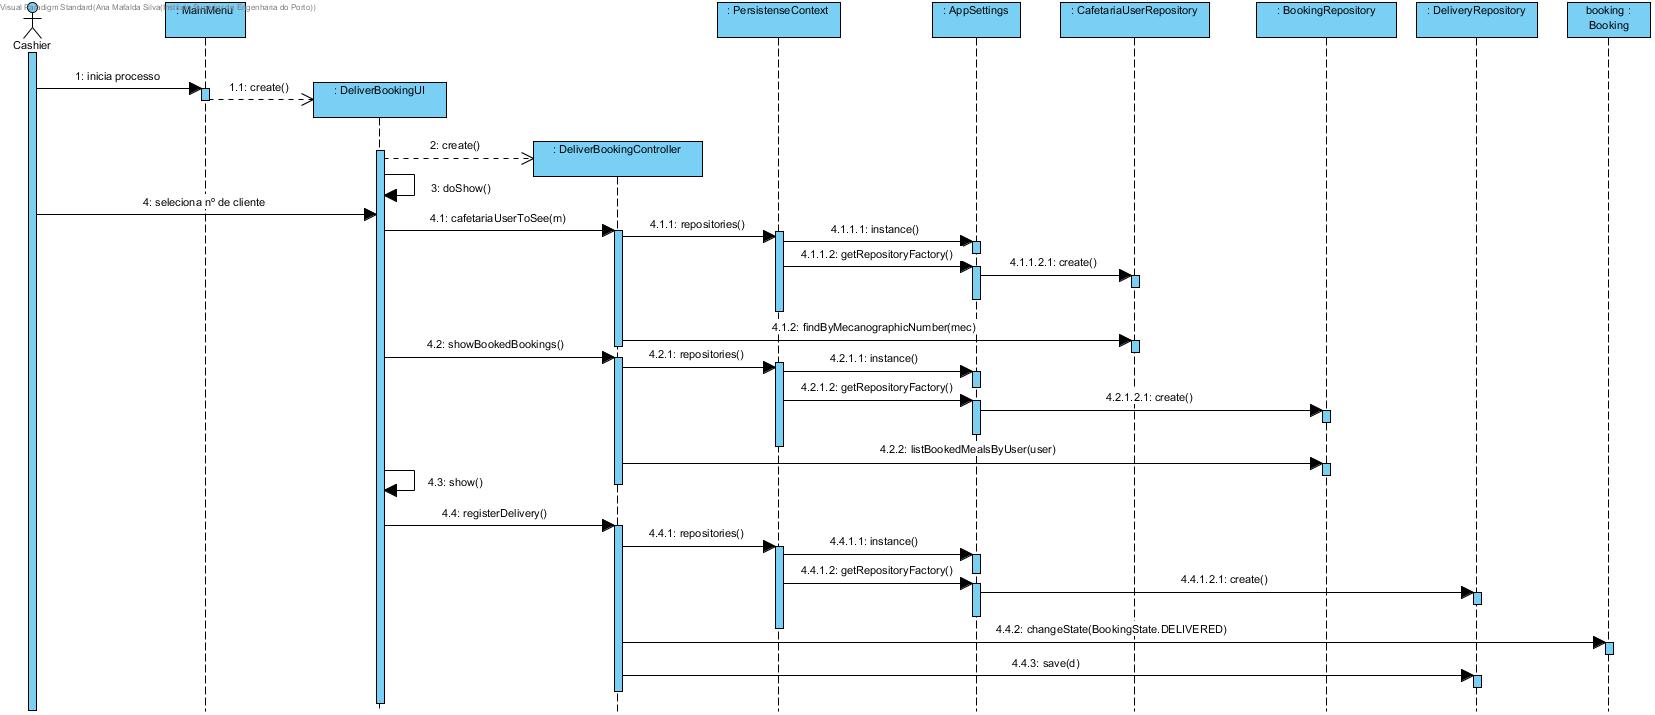 Visual Paradigm Standard(Ana Mafalda Silva(Instituto Superior de Engenharia do Porto))
Cashier
: MainMenu
: PersistenseContext
: AppSettings
: CafetariaUserRepository
: BookingRepository
: DeliveryRepository
booking :
Booking
1: inicia processo
1.1: create()
: DeliverBookingUI
2: create()
: DeliverBookingController
3: doShow()
4: seleciona nº de cliente
4.1: cafetariaUserToSee(m)
4.1.1: repositories()
4.1.1.1: instance()
4.1.1.2: getRepositoryFactory()
4.1.1.2.1: create()
4.1.2: findByMecanographicNumber(mec)
4.2: showBookedBookings()
4.2.1: repositories()
4.2.1.1: instance()
4.2.1.2: getRepositoryFactory()
4.2.1.2.1: create()
4.2.2: listBookedMealsByUser(user)
4.3: show()
4.4: registerDelivery()
4.4.1: repositories()
4.4.1.1: instance()
4.4.1.2: getRepositoryFactory()
4.4.1.2.1: create()
4.4.2: changeState(BookingState.DELIVERED)
4.4.3: save(d)